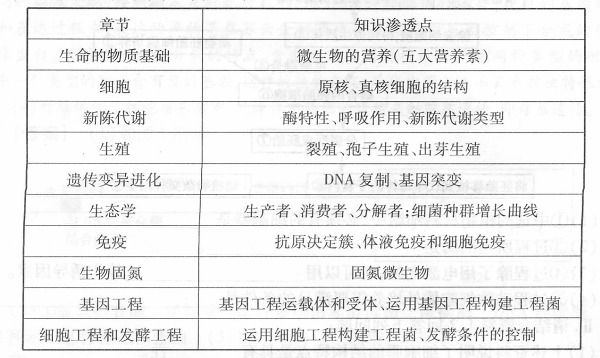 章节 知识渗透点
生命的物质基础 微生物的营养(五大营养素)
细胞 原核、真核细胞的结构
新陈代谢 酶特性、呼吸作用、新陈代谢类型
生殖 裂殖、孢子生殖、出芽生殖
遗传变异进化 DNA复制、基因突变
生态学 生产者、消费者、分解者;细菌种群增长曲线
免疫 抗原决定簇、体液免疫和细胞免疫
生物固氮 固氮微生物
基因工程 基因工程运载体和受体、运用基因工程构建工程菌
细胞工程和发酵工程 运用细胞工程构建工程菌、发酵条件的控制